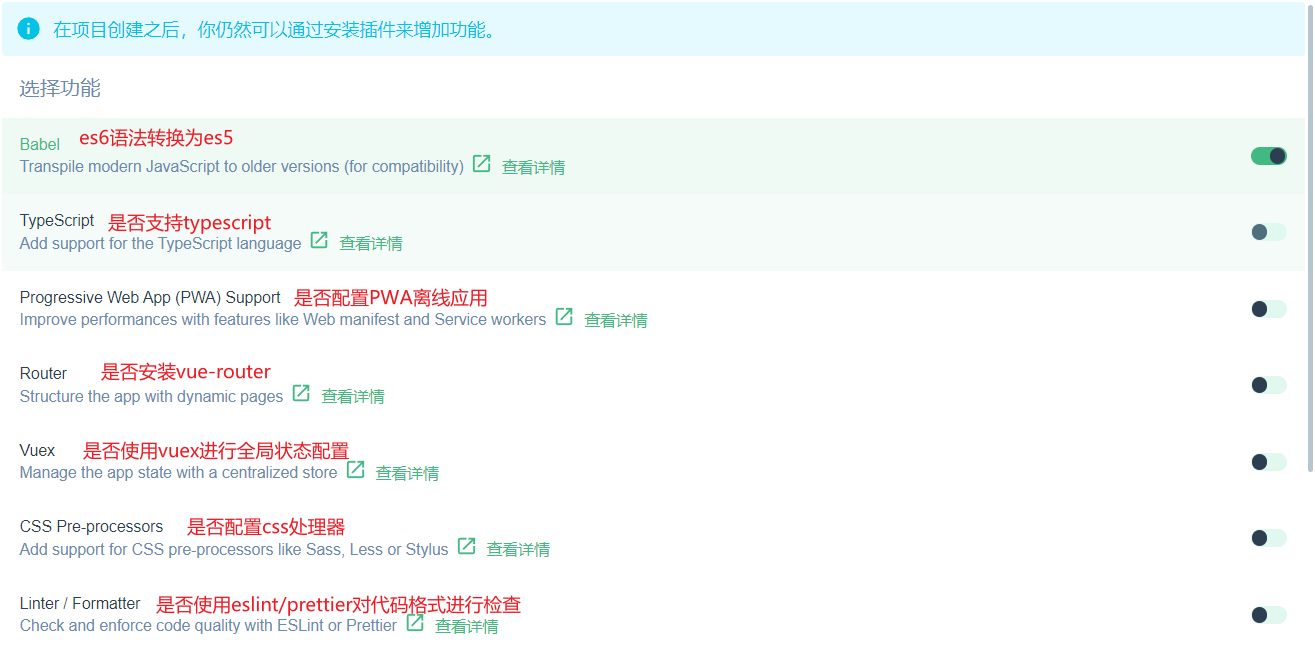 在项目创建之后，你仍然可以通过安装插件来增加功能。
选择功能
Babel es6语法转换为es5
Transpile modern JavaScript to older versions (for compatibility) 查看详情
TypeScript 是否支持typescript
Add support for the TypeScript language 查看详情
Progressive Web App (PWA) Support 是否配置PWA离线应用
Improve performances with features like Web manifest and Service workers 查看详情
Router 是否安装vue-router
Structure the app with dynamic pages 查看详情
Vuex 是否使用vuex进行全局状态配置
Manage the app state with a centralized store 查看详情
CSS Pre-processors 是否配置css处理器
Add support for CSS pre-processors like Sass, Less or Stylus 查看详情
Linter / Formatter 是否使用eslint/prettier对代码格式进行检查
Check and enforce code quality with ESLint or Prettier 查看详情